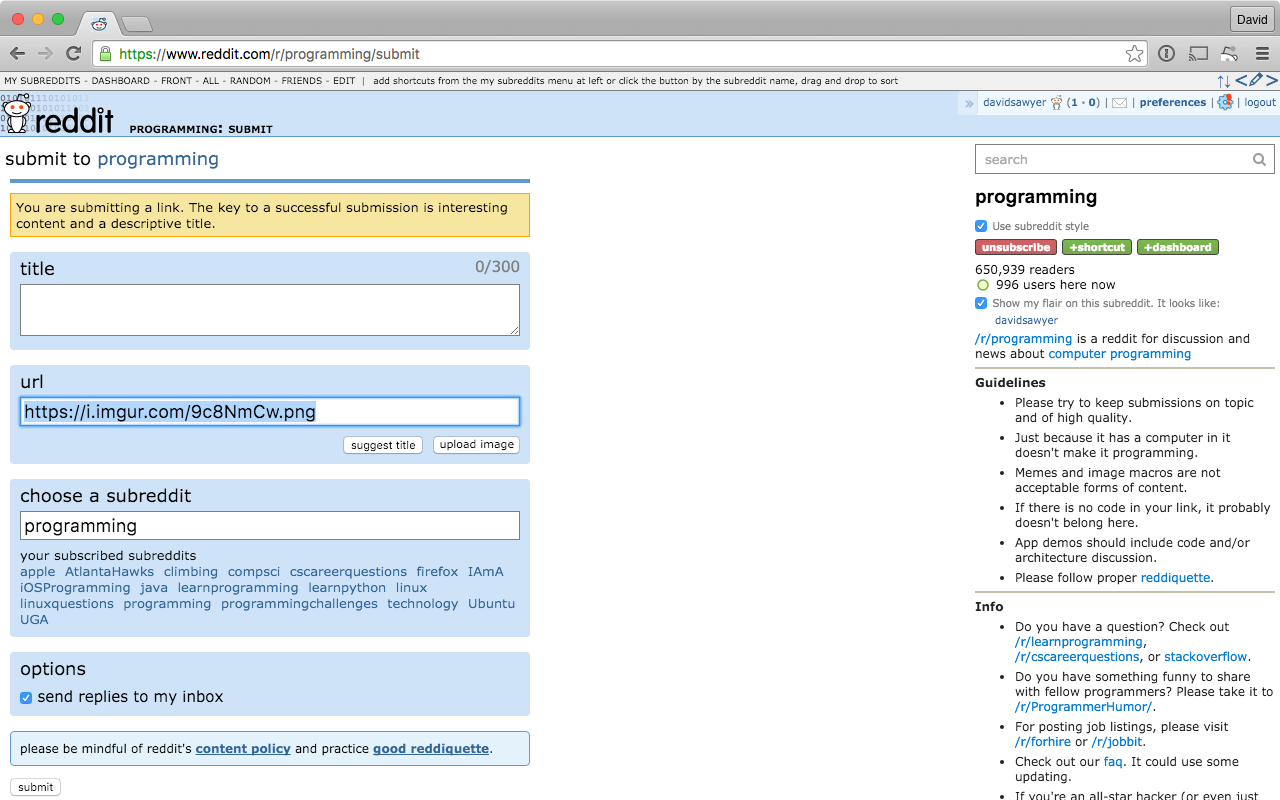 David
https://www.reddit.com/r/programming/submit
MY SUBREDDITS - DASHBOARD - FRONT - ALL - RANDOM - FRIENDS - EDIT | add shortcuts from the my subreddits menu at left or click the button by the subreddit name, drag and drop to sort
reddit PROGRAMMING: SUBMIT
davidsawyer (1 · 0) | | preferences | | logout
submit to programming
You are submitting a link. The key to a successful submission is interesting
content and a descriptive title.
title 0/300
url
https://i.imgur.com/9c8NmCw.png
suggest title upload image
choose a subreddit
programming
your subscribed subreddits
apple AtlantaHawks climbing compsci cscareerquestions firefox IAmA
iOSProgramming java learnprogramming learnpython linux
linuxquestions programming programmingchallenges technology Ubuntu
UGA
options
send replies to my inbox
please be mindful of reddit's content policy and practice good reddiquette.
submit
search
programming
Use subreddit style
unsubscribe +shortcut +dashboard
650,939 readers
996 users here now
Show my flair on this subreddit. It looks like:
davidsawyer
/r/programming is a reddit for discussion and
news about computer programming
Guidelines
• Please try to keep submissions on topic
and of high quality.
• Just because it has a computer in it
doesn't make it programming.
• Memes and image macros are not
acceptable forms of content.
• If there is no code in your link, it probably
doesn't belong here.
• App demos should include code and/or
architecture discussion.
• Please follow proper reddiquette.
Info
• Do you have a question? Check out
/r/learnprogramming,
/r/cscareerquestions, or stackoverflow.
• Do you have something funny to share
with fellow programmers? Please take it to
/r/ProgrammerHumor/.
• For posting job listings, please visit
/r/forhire or /r/jobbit.
• Check out our faq. It could use some
updating.
• If you're an all-star hacker (or even just